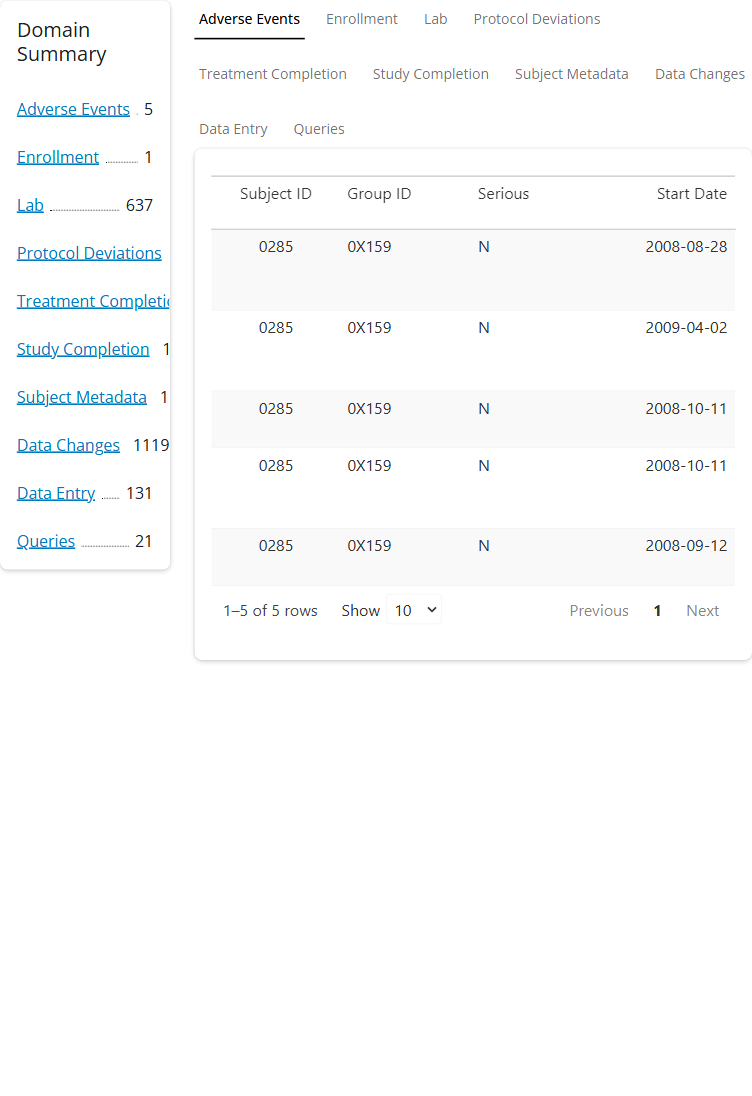 Domain
Summary
Adverse Events 5
Enrollment 1
Lab 637
Protocol Deviations
Treatment
Study Completion 1
Subject Metadata 1
Data Changes 1119
Data Entry 131
Queries 21
Adverse Events Enrollment Lab Protocol Deviations
Treatment Completion Study Completion Subject Metadata Data Changes
Data Entry Queries
Subject ID Group ID Serious Start Date
0285 0X159 N 2008-08-28
0285 0X159 N 2009-04-02
0285 0X159 N 2008-10-11
0285 0X159 N 2008-10-11
0285 0X159 N 2008-09-12
1–5 of 5 rows Show 10 Previous 1 Next